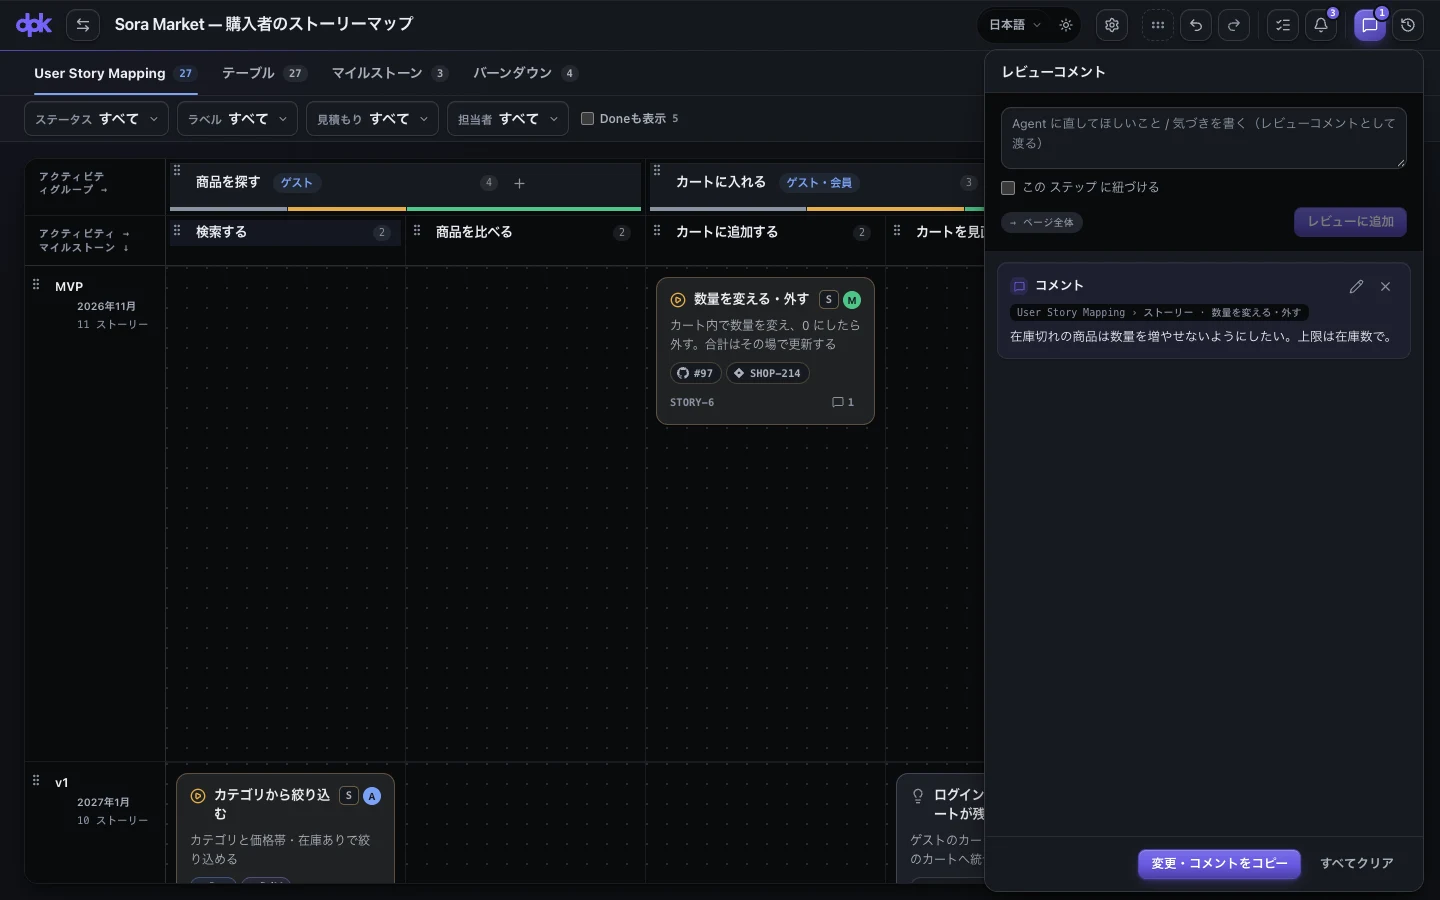 dpk
Sora Market — 購入者のストーリーマップ
日本語
3
1
User Story Mapping 27
テーブル 27
マイルストーン 3
バーンダウン 4
ステータス すべて
ラベル すべて
見積もり すべて
担当者 すべて
Doneも表示 5
アクティビテ
ィグループ →
商品を探す ゲスト 4 +
カートに入れる ゲスト・会員 3
アクティビティ →
マイルストーン ↓
検索する 2
商品を比べる 2
カートに追加する 2
カートを見
MVP
2026年11月
11 ストーリー
数量を変える・外す S M
カート内で数量を変え、0 にしたら
外す。合計はその場で更新する
#97 SHOP-214
STORY-6 1
v1
2027年1月
10 ストーリー
カテゴリから絞り込
む
S A
カテゴリと価格帯・在庫ありで絞
り込める
ログイン
ートが残
ゲストのカー
のカートへ統
レビューコメント
Agent に直してほしいこと / 気づきを書く（レビューコメントとして
渡る）
この ステップ に紐づける
→ ページ全体
レビューに追加
コメント
User Story Mapping › ストーリー · 数量を変える・外す
在庫切れの商品は数量を増やせないようにしたい。上限は在庫数で。
変更・コメントをコピー
すべてクリア